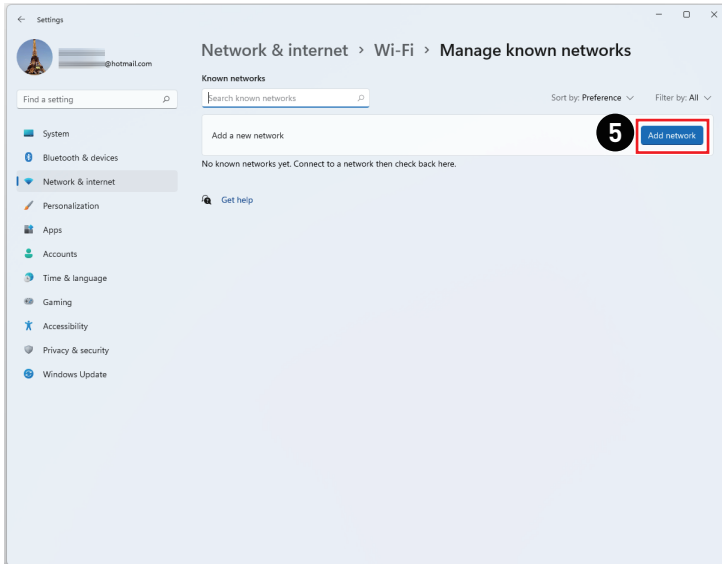 Settings
@hotmail.com
Find a setting
System
Bluetooth & devices
Network & internet
Personalization
Apps
Accounts
Time & language
Gaming
Accessibility
Privacy & security
Windows Update
Network & internet > Wi-Fi > Manage known networks
Known networks
Search known networks
Sort by: Preference
Filter by: All
Add a new network
5
Add network
No known networks yet. Connect to a network then check back here.
Get help